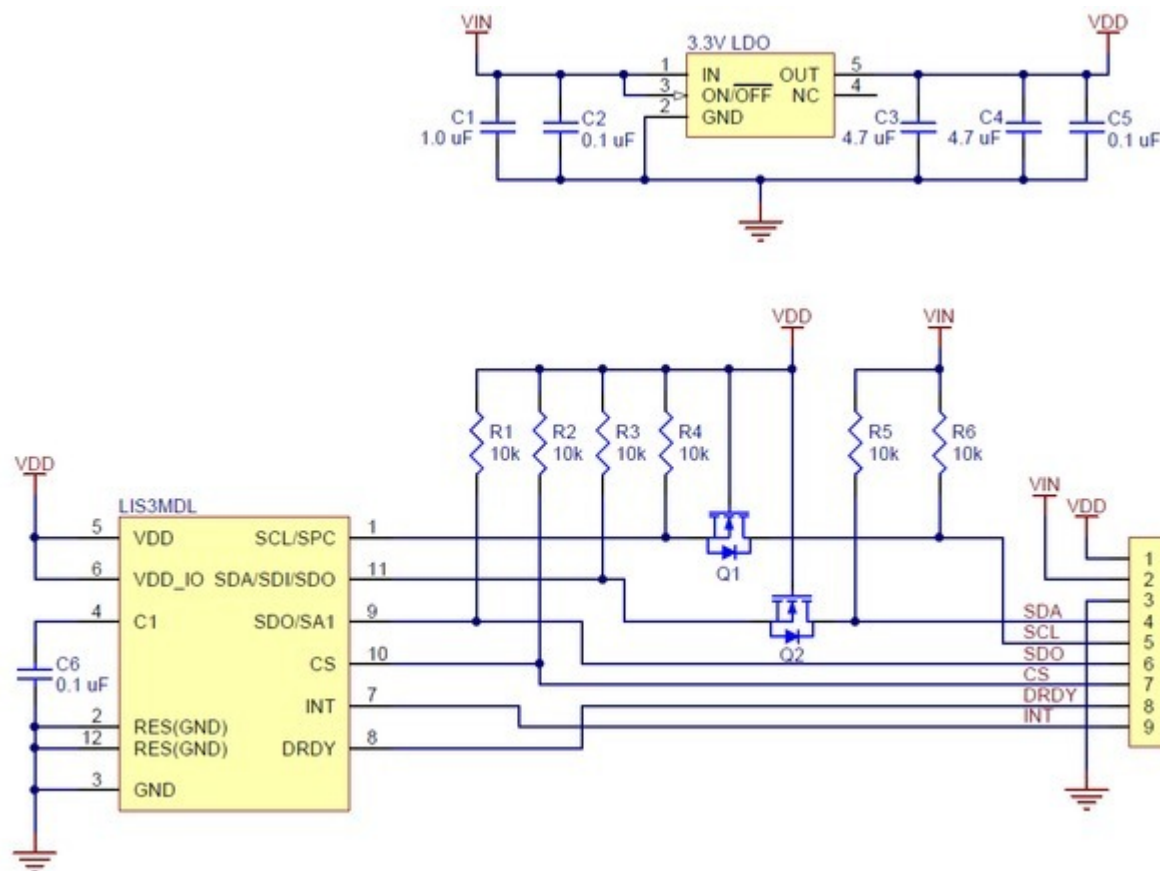 VIN
VDD
3.3V LDO
1 IN OUT 5
3 ON/OFF NC 4
2 GND
C1
1.0 uF
C2
0.1 uF
C3
4.7 uF
C4
4.7 uF
C5
0.1 uF
VDD
VIN
R1
10k
R2
10k
R3
10k
R4
10k
R5
10k
R6
10k
VDD
LIS3MDL
5 VDD SCL/SPC 1
6 VDD_IO SDA/SDI/SDO 11
4 C1 SDO/SA1 9
CS 10
INT 7
2 RES(GND)
12 RES(GND) DRDY 8
3 GND
C6
0.1 uF
Q1
Q2
VIN
VDD
1
2
3
SDA 4
SCL 5
SDO 6
CS 7
DRDY 8
INT 9